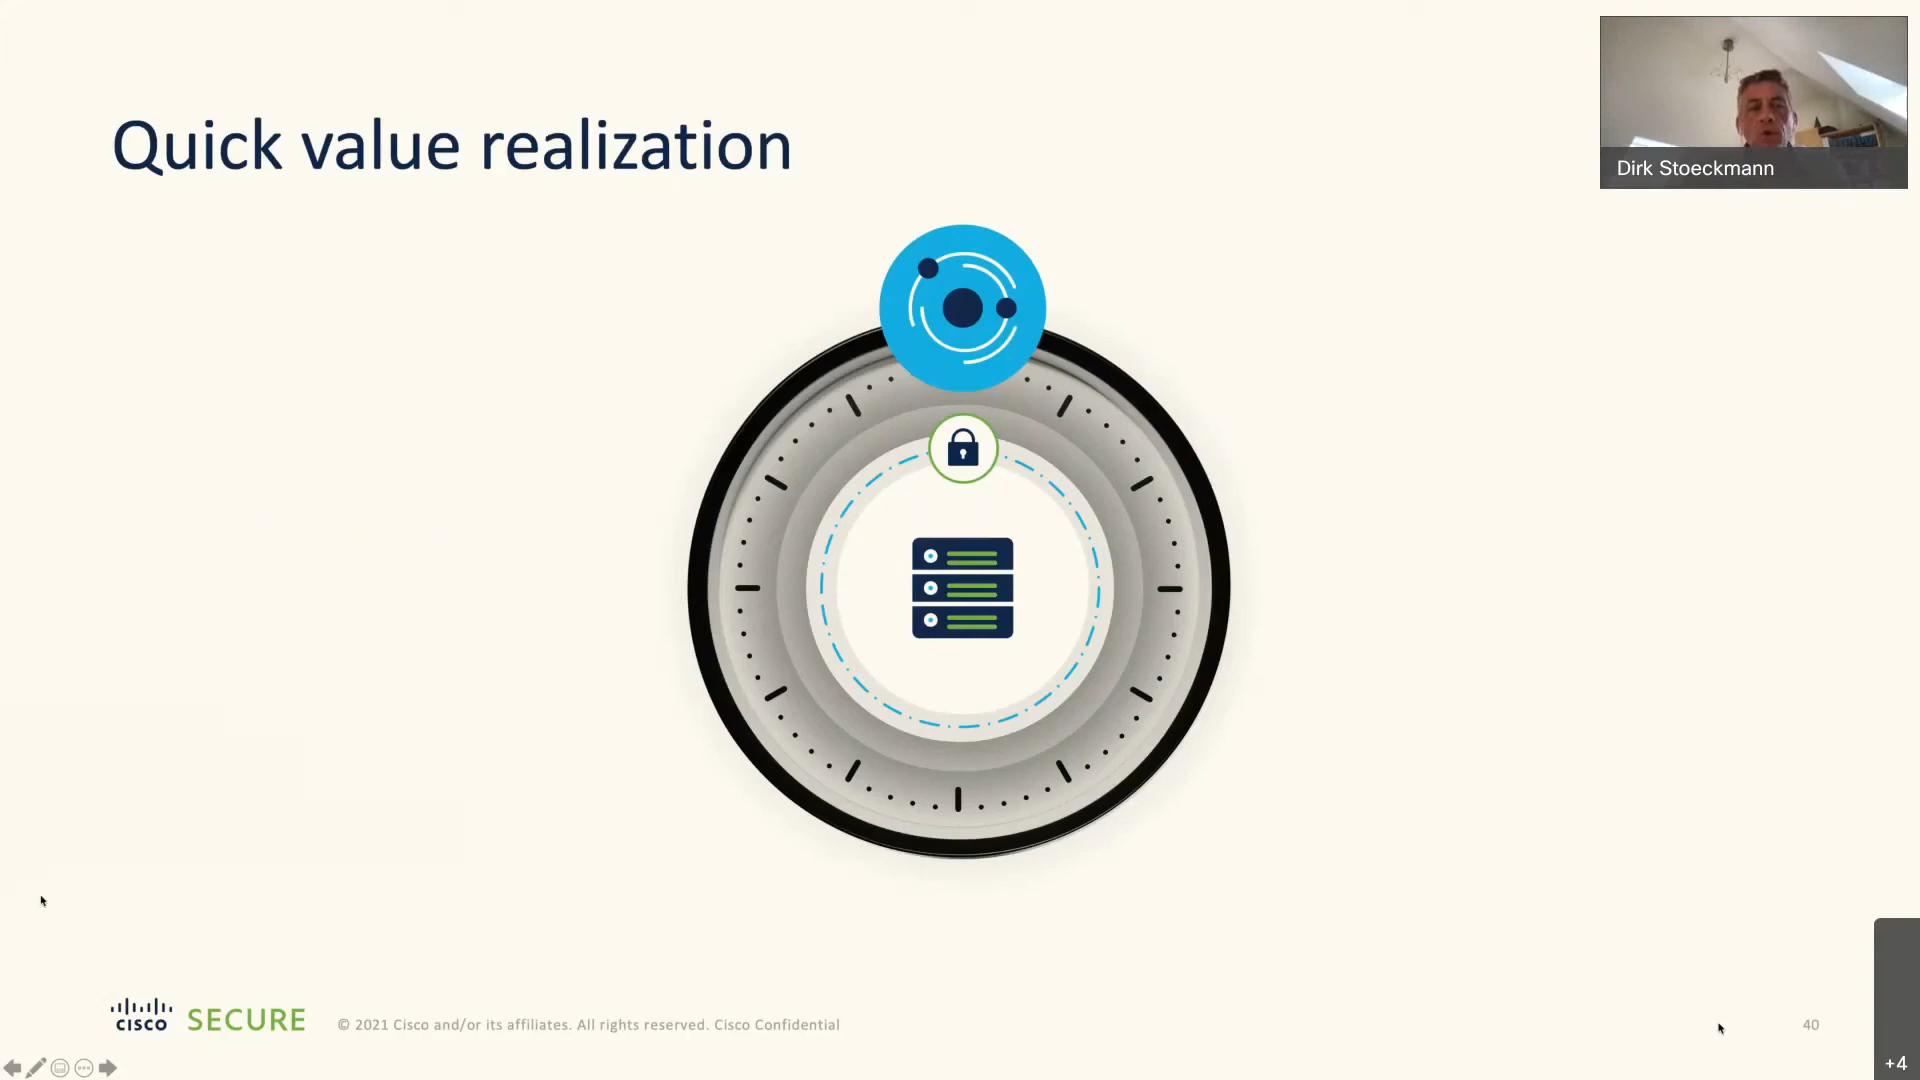 Quick value realization
Dirk Stoeckmann
CISCO SECURE
© 2021 Cisco and/or its affiliates. All rights reserved. Cisco Confidential
40
+4